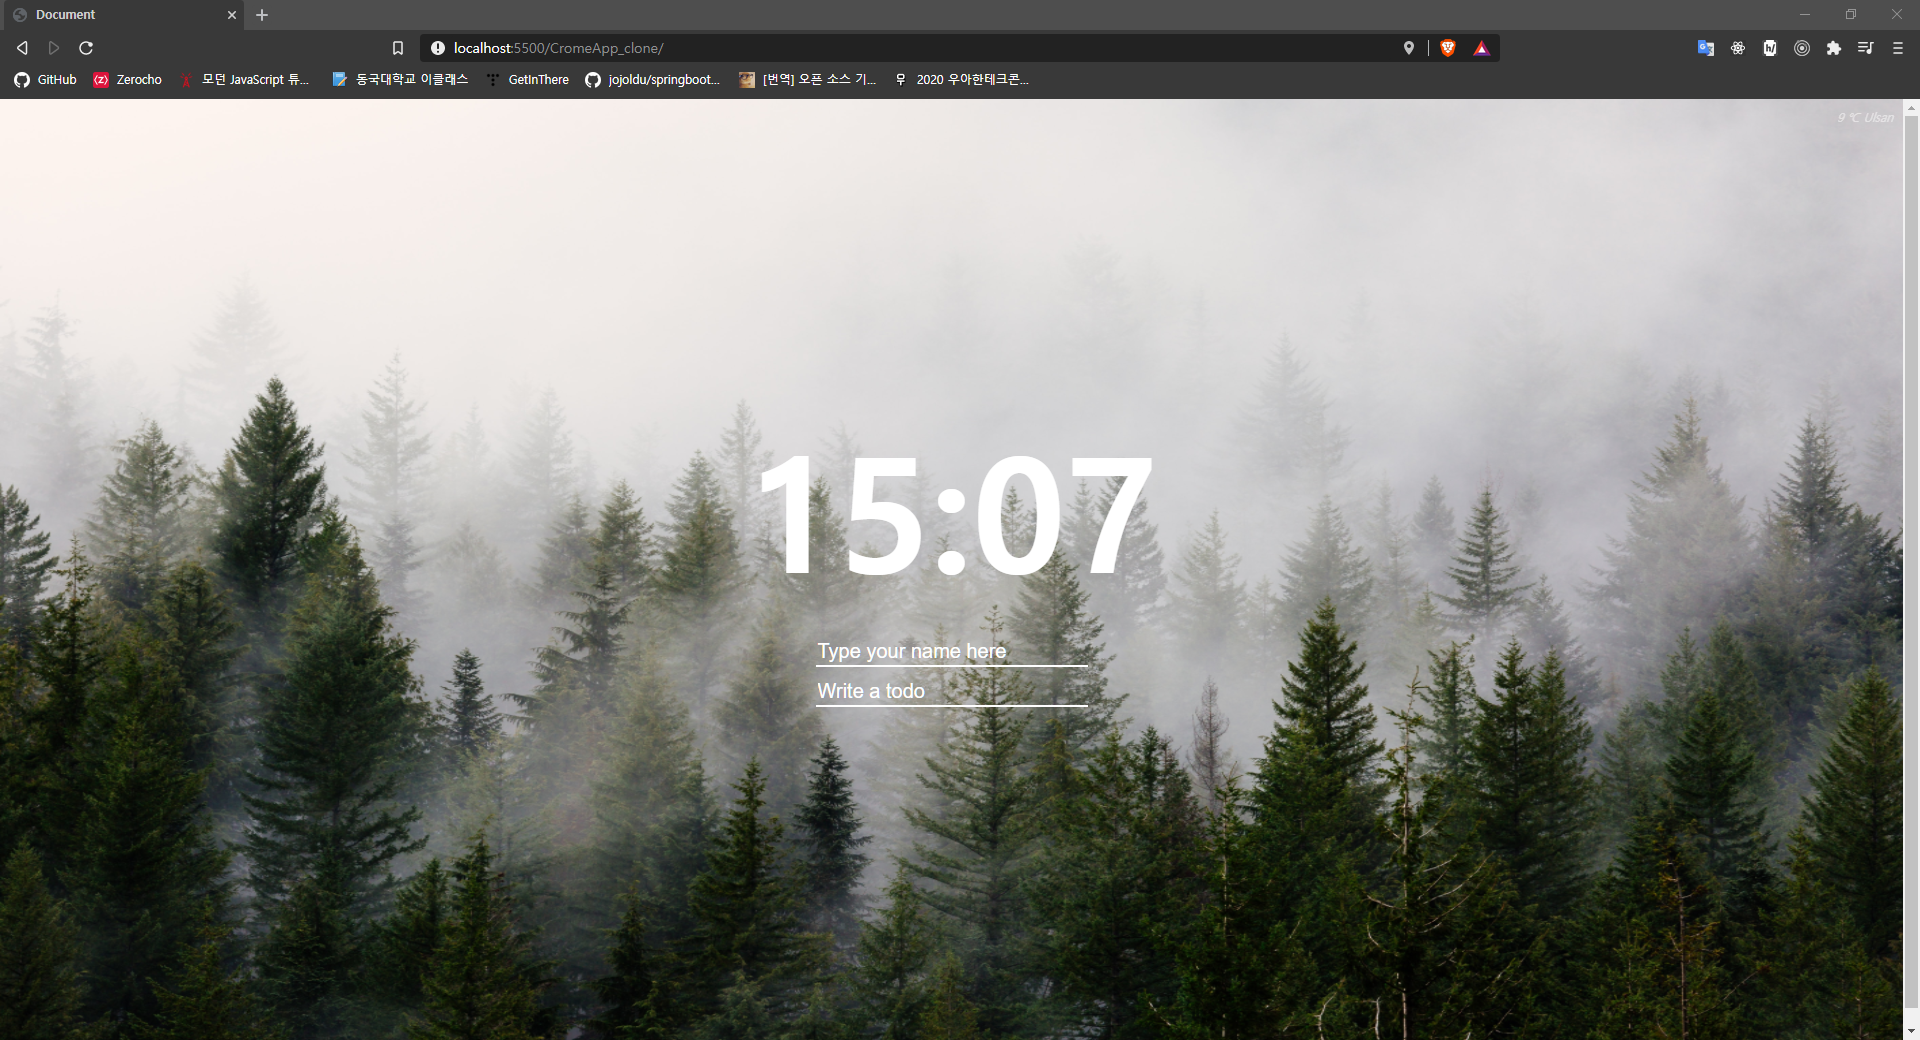 Document
localhost:5500/CromeApp_clone/
GitHub Zerocho 모던 JavaScript 튜... 동국대학교 이클래스 GetInThere jojoldu/springboot... [번역] 오픈 소스 기... 2020 우아한테크콘...
9 ℃ Ulsan
15:07
Type your name here
Write a todo